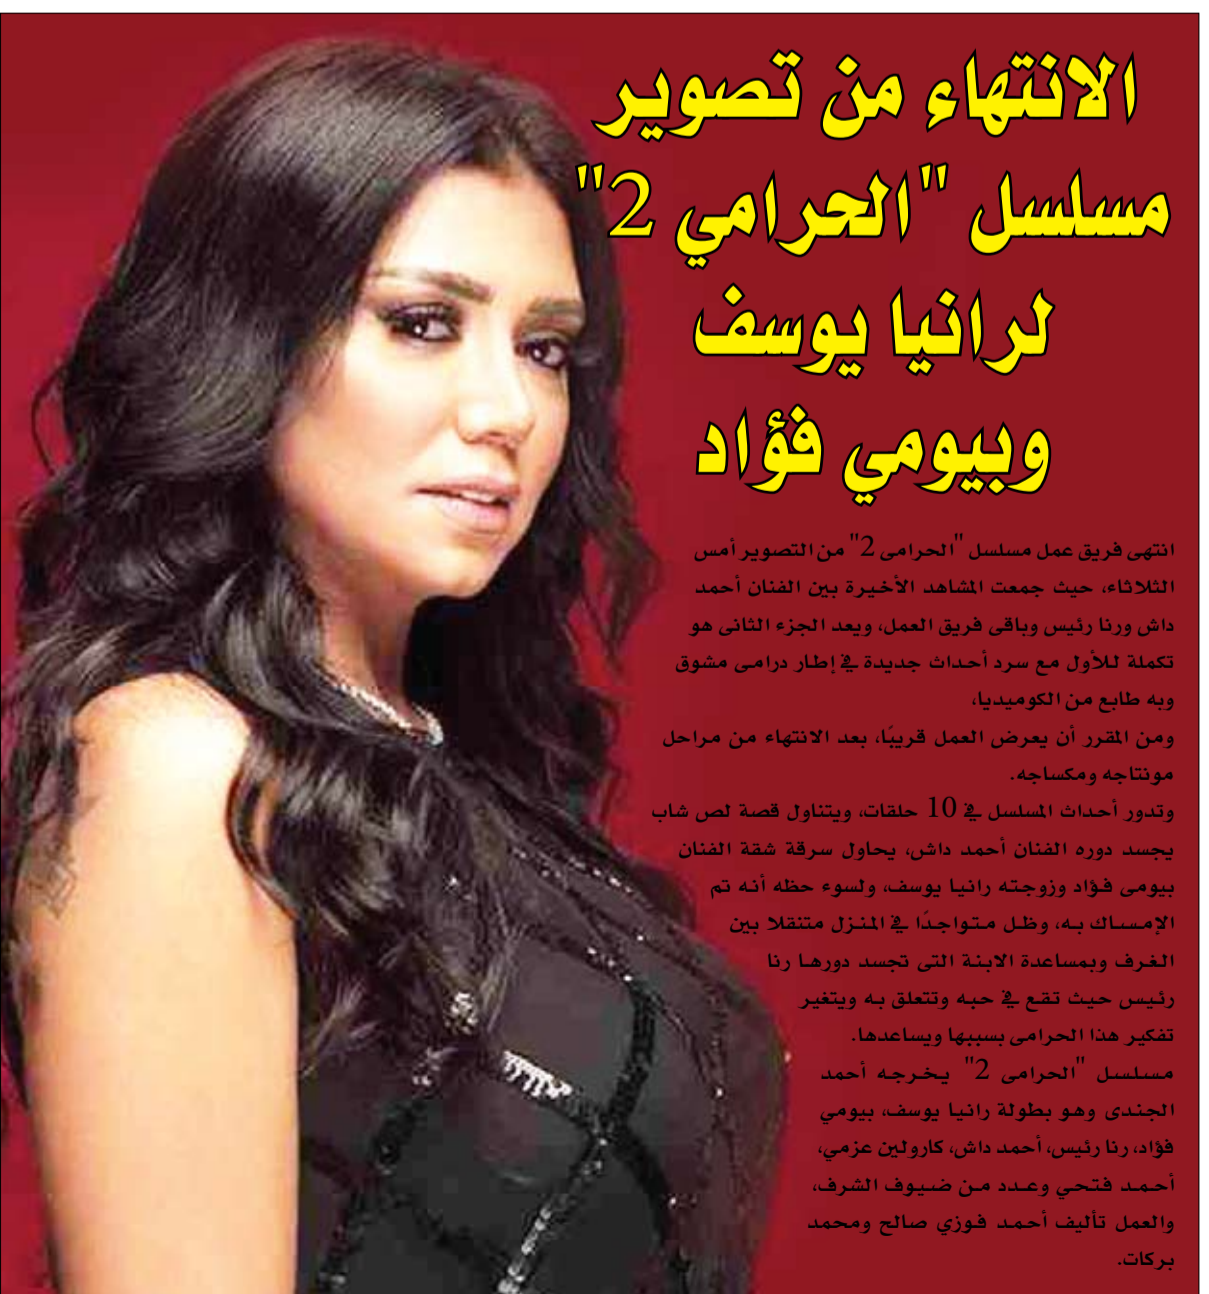 الانتهاء من تصوير
مسلسل "الحرامي 2"
لرانيا يوسف
وبيومي فؤاد
انتهى فريق عمل مسلسل "الحرامى 2" من التصوير أمس
الثلاثاء، حيث جمعت المشاهد الأخيرة بين الفنان أحمد
داش ورنا رئيس وباقى فريق العمل، ويعد الجزء الثانى هو
تكملة للأول مع سرد أحداث جديدة في إطار درامى مشوق
وبه طابع من الكوميديا،
ومن المقرر أن يعرض العمل قريبًا، بعد الانتهاء من مراحل
مونتاجه ومكساجه.
وتدور أحداث المسلسل في 10 حلقات، ويتناول قصة لص شاب
يجسد دوره الفنان أحمد داش، يحاول سرقة شقة الفنان
بيومى فؤاد وزوجته رانيا يوسف، ولسوء حظه أنه تم
الإمساك به، وظل متواجدًا في المنزل متنقلا بين
الغرف وبمساعدة الابنة التى تجسد دورها رنا
رئيس حيث تقع في حبه وتتعلق به ويتغير
تفكير هذا الحرامى بسببها ويساعدها.
مسلسل "الحرامى 2" يخرجه أحمد
الجندى وهو بطولة رانيا يوسف، بيومي
فؤاد، رنا رئيس، أحمد داش، كارولين عزمي،
أحمد فتحي وعدد من ضيوف الشرف،
والعمل تأليف أحمد فوزي صالح ومحمد
بركات.